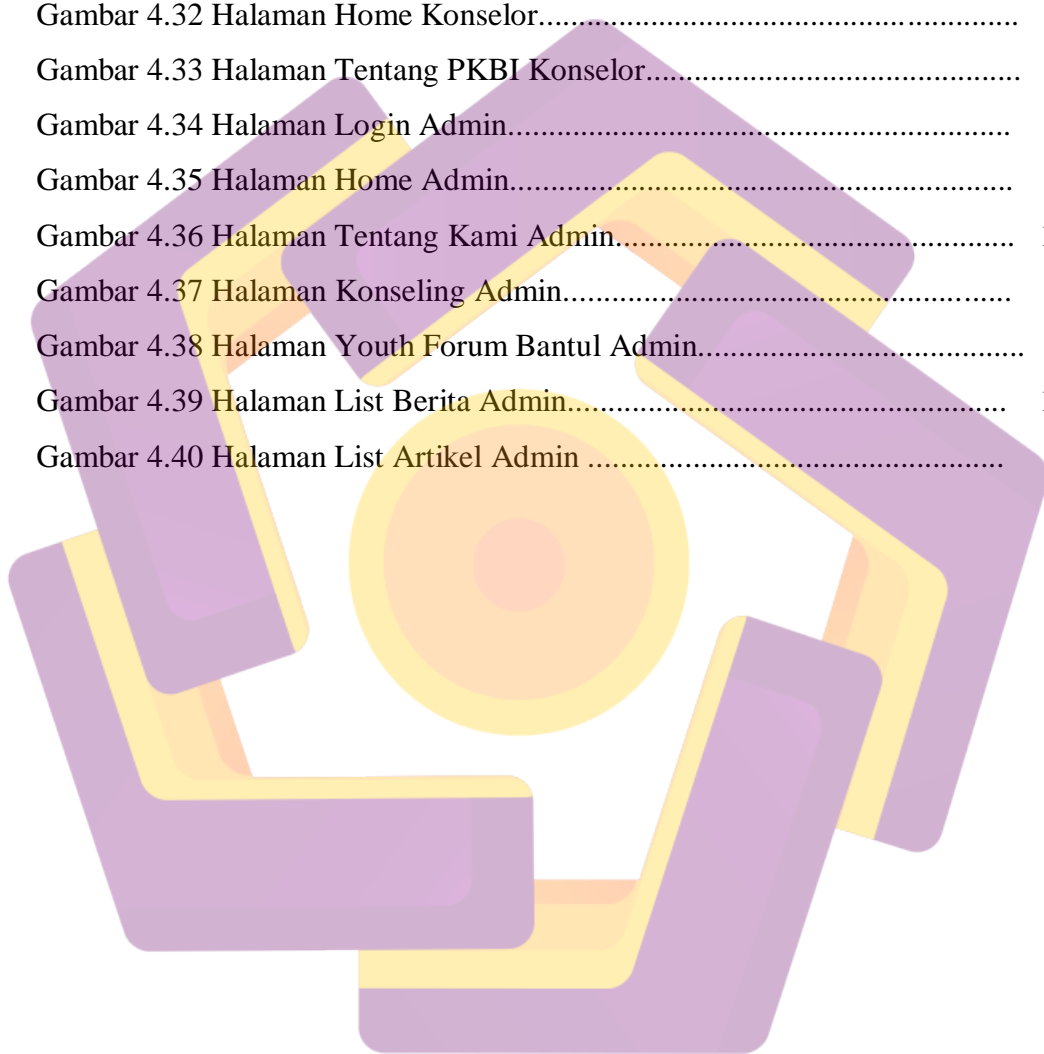 Gambar 4.32 Halaman Home Konselor............................................................
Gambar 4.33 Halaman Tentang PKBI Konselor...............................................
Gambar 4.34 Halaman Login Admin................................................................
Gambar 4.35 Halaman Home Admin................................................................
Gambar 4.36 Halaman Tentang Kami Admin...................................................
Gambar 4.37 Halaman Konseling Admin.........................................................
Gambar 4.38 Halaman Youth Forum Bantul Admin.........................................
Gambar 4.39 Halaman List Berita Admin........................................................
Gambar 4.40 Halaman List Artikel Admin .....................................................